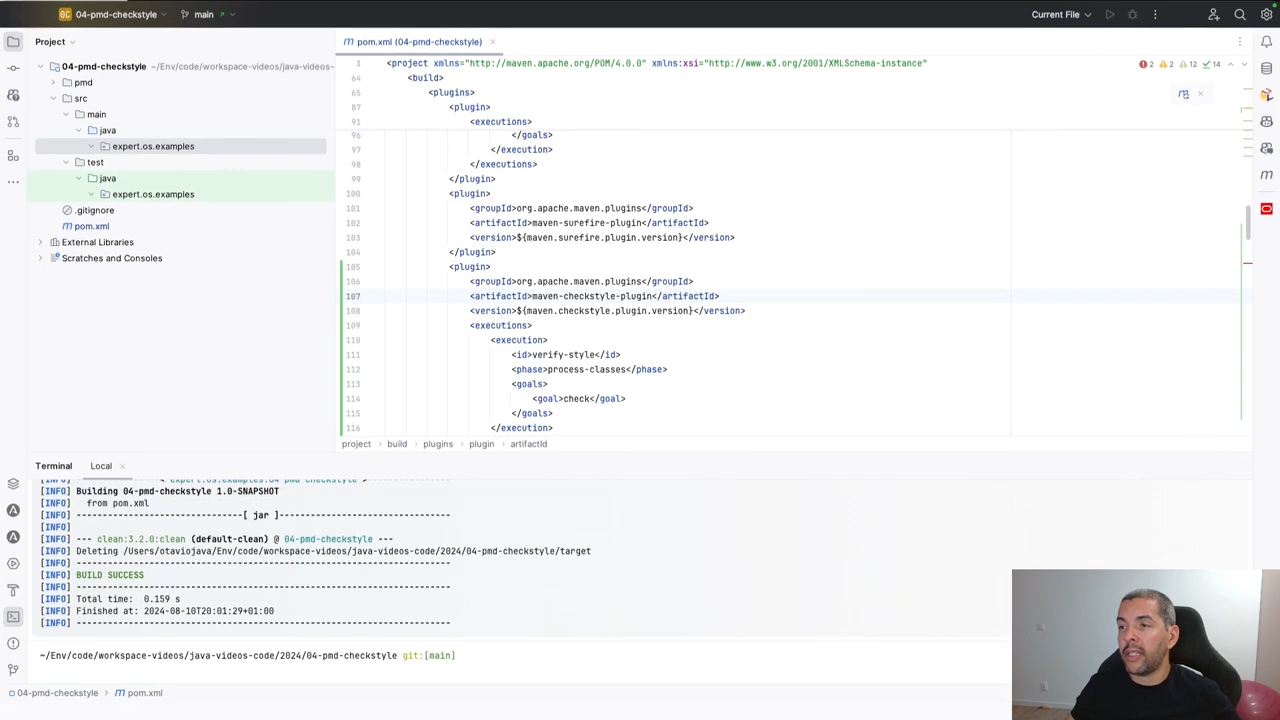 04-pmd-checkstyle
main
Current File
Project
pom.xml (04-pmd-checkstyle)
04-pmd-checkstyle ~/Env/code/workspace-videos/java-videos-
pmd
src
main
java
expert.os.examples
test
java
expert.os.examples
.gitignore
pom.xml
External Libraries
Scratches and Consoles
3 <project xmlns="http://maven.apache.org/POM/4.0.0" xmlns:xsi="http://www.w3.org/2001/XMLSchema-instance"
2 2 12 14
64 <build>
65 <plugins>
87 <plugin>
91 <executions>
96 </goals>
97 </execution>
98 </executions>
99 </plugin>
100 <plugin>
101 <groupId>org.apache.maven.plugins</groupId>
102 <artifactId>maven-surefire-plugin</artifactId>
103 <version>${maven.surefire.plugin.version}</version>
104 </plugin>
105 <plugin>
106 <groupId>org.apache.maven.plugins</groupId>
107 <artifactId>maven-checkstyle-plugin</artifactId>
108 <version>${maven.checkstyle.plugin.version}</version>
109 <executions>
110 <execution>
111 <id>verify-style</id>
112 <phase>process-classes</phase>
113 <goals>
114 <goal>check</goal>
115 </goals>
116 </execution>
project > build > plugins > plugin > artifactId
Terminal Local
[INFO] Building 04-pmd-checkstyle 1.0-SNAPSHOT
[INFO] from pom.xml
[INFO] --------------------------------[ jar ]---------------------------------
[INFO]
[INFO] --- clean:3.2.0:clean (default-clean) @ 04-pmd-checkstyle ---
[INFO] Deleting /Users/otaviojava/Env/code/workspace-videos/java-videos-code/2024/04-pmd-checkstyle/target
[INFO] ------------------------------------------------------------------------
[INFO] BUILD SUCCESS
[INFO] ------------------------------------------------------------------------
[INFO] Total time:  0.159 s
[INFO] Finished at: 2024-08-10T20:01:29+01:00
[INFO] ------------------------------------------------------------------------
~/Env/code/workspace-videos/java-videos-code/2024/04-pmd-checkstyle git:[main]
04-pmd-checkstyle > pom.xml